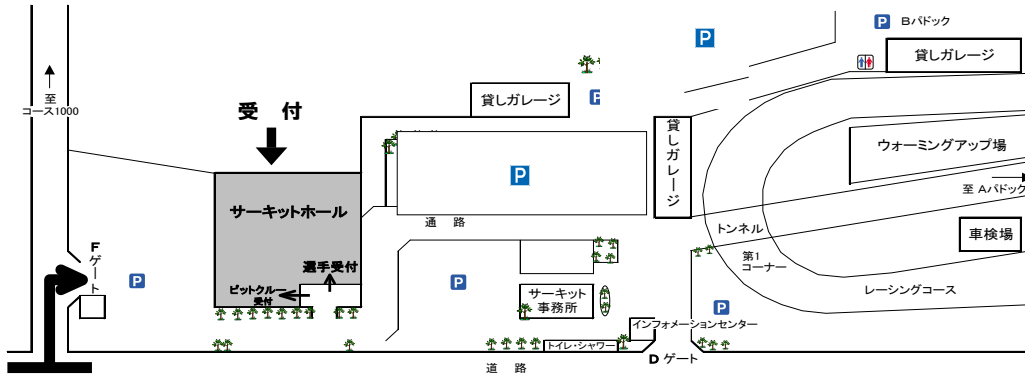 P
Bパドック
P
貸しガレージ
至
コース1000
受 付
貸しガレージ
P
貸しガレージ
ウォーミングアップ場
P
至 Aパドック
サーキットホール
通 路
トンネル
車検場
Fゲート
第1
コーナー
選手受付
P
P
ピットクルー
受付
サーキット
事務所
レーシングコース
P
インフォメーションセンター
トイレ・シャワー
D ゲート
道 路